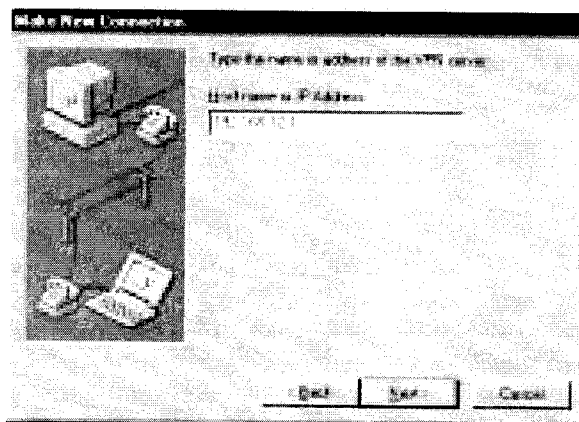 Make New Connection
Type the name or address of the VPN server:
Host name or IP Address:
Back
Next
Cancel